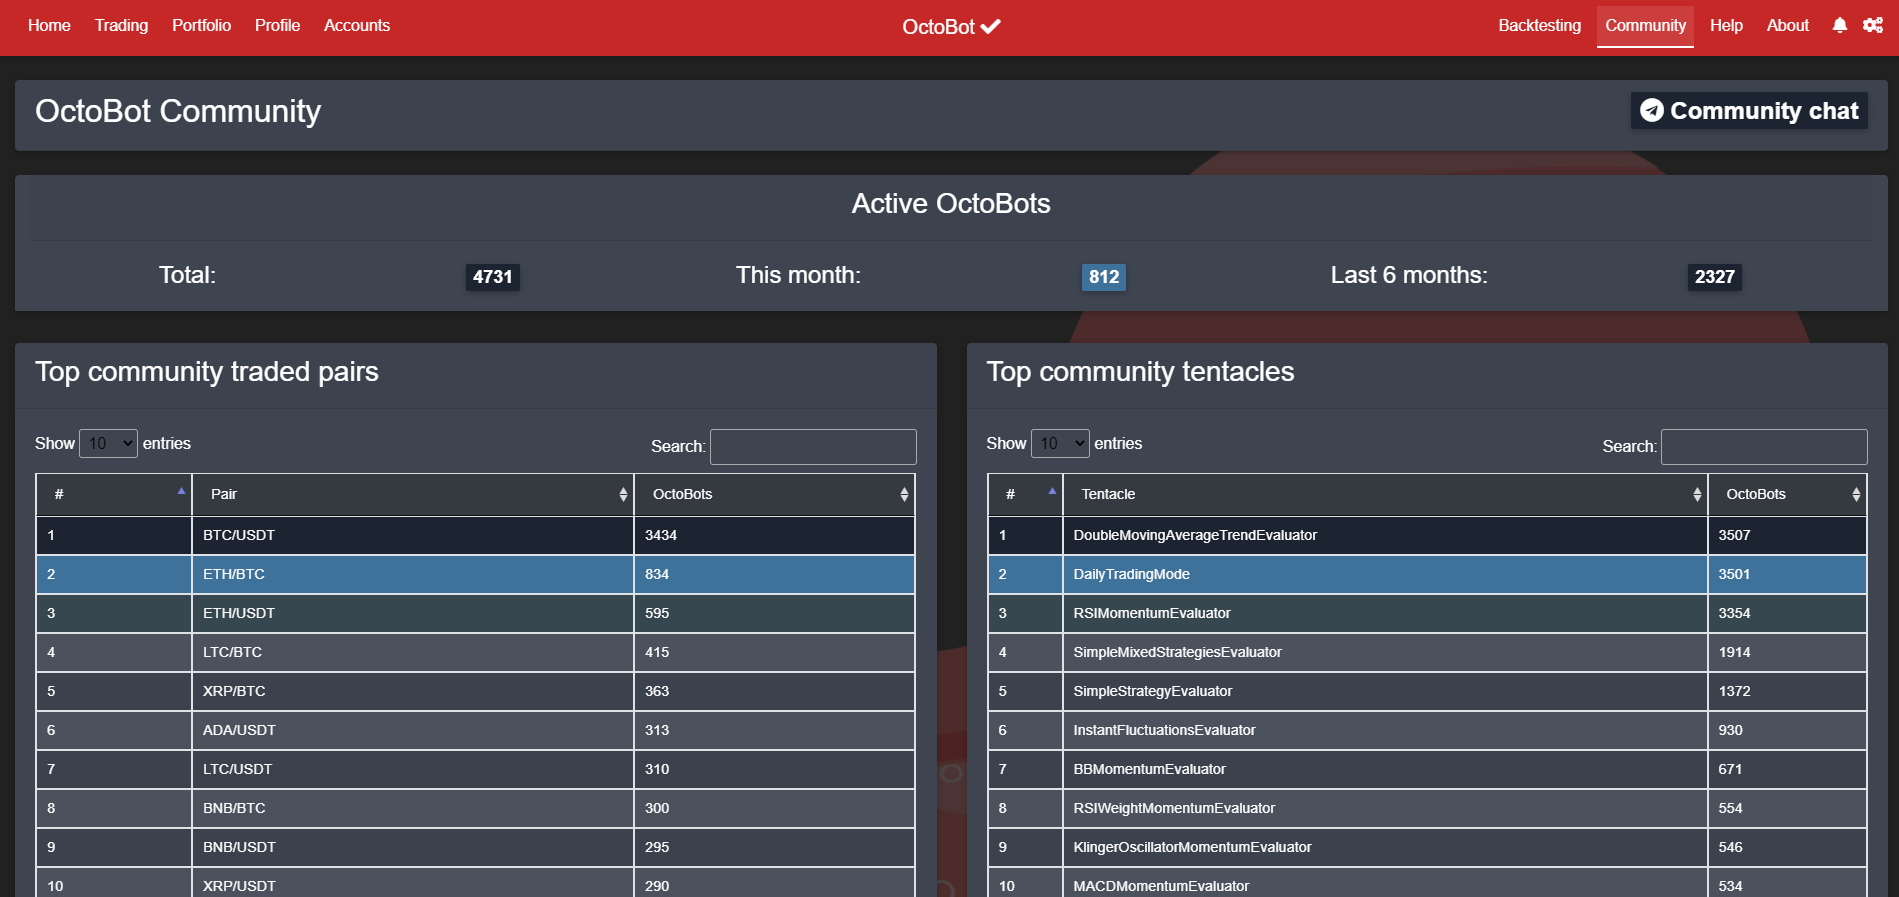 Home Trading Portfolio Profile Accounts OctoBot Backtesting Community Help About
OctoBot Community Community chat
Active OctoBots
Total: 4731 This month: 812 Last 6 months: 2327
Top community traded pairs
Show 10 entries Search:
# Pair OctoBots
1 BTC/USDT 3434
2 ETH/BTC 834
3 ETH/USDT 595
4 LTC/BTC 415
5 XRP/BTC 363
6 ADA/USDT 313
7 LTC/USDT 310
8 BNB/BTC 300
9 BNB/USDT 295
10 XRP/USDT 290
Top community tentacles
Show 10 entries Search:
# Tentacle OctoBots
1 DoubleMovingAverageTrendEvaluator 3507
2 DailyTradingMode 3501
3 RSIMomentumEvaluator 3354
4 SimpleMixedStrategiesEvaluator 1914
5 SimpleStrategyEvaluator 1372
6 InstantFluctuationsEvaluator 930
7 BBMomentumEvaluator 671
8 RSIWeightMomentumEvaluator 554
9 KlingerOscillatorMomentumEvaluator 546
10 MACDMomentumEvaluator 534